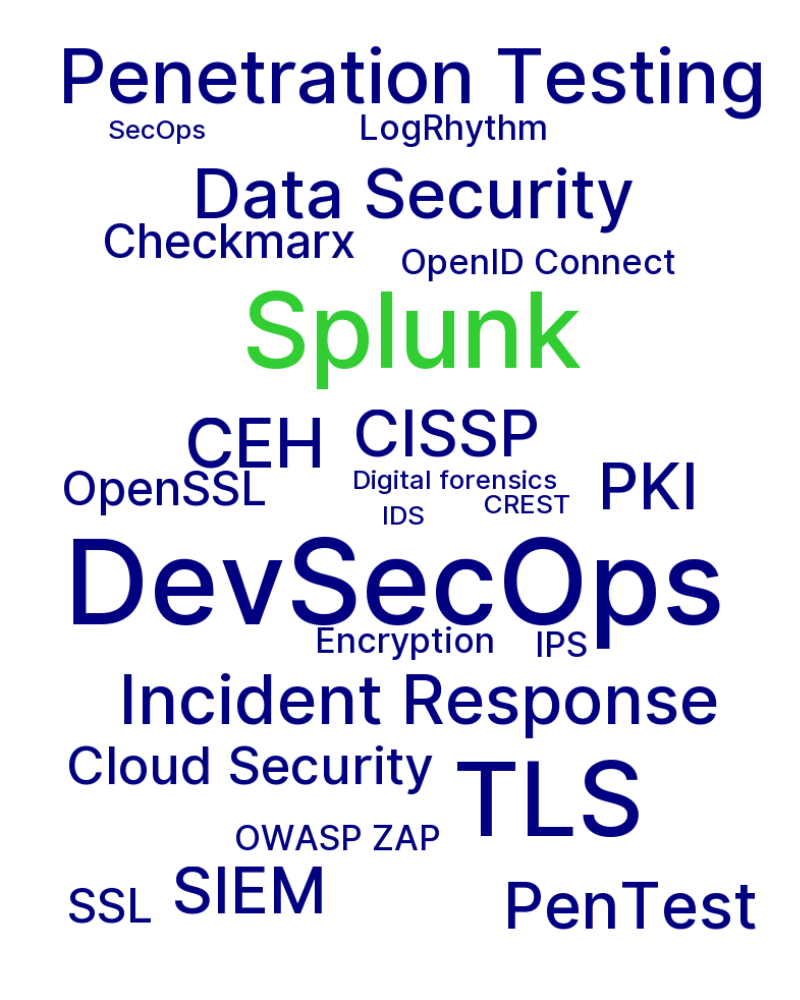 Penetration Testing
SecOps
LogRhythm
Data Security
Checkmarx
OpenID Connect
Splunk
CEH
CISSP
OpenSSL
Digital forensics
PKI
CREST
IDS
DevSecOps
Encryption
IPS
Incident Response
Cloud Security
TLS
OWASP ZAP
SSL
SIEM
PenTest